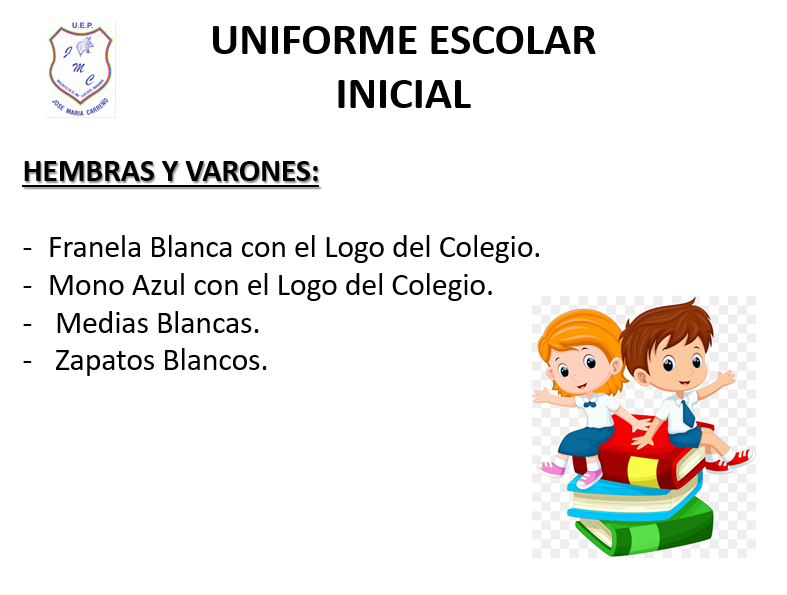 U.E.P.
J
M
C
JOSE MARIA CARREÑO
UNIFORME ESCOLAR
INICIAL
HEMBRAS Y VARONES:
- Franela Blanca con el Logo del Colegio.
- Mono Azul con el Logo del Colegio.
- Medias Blancas.
- Zapatos Blancos.